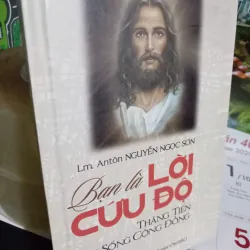 Lm. Antôn NGUYỄN NGỌC SƠN
Bạn là LỜI
CỨU ĐỘ
THĂNG TIẾN
SỐNG CỘNG ĐỒNG